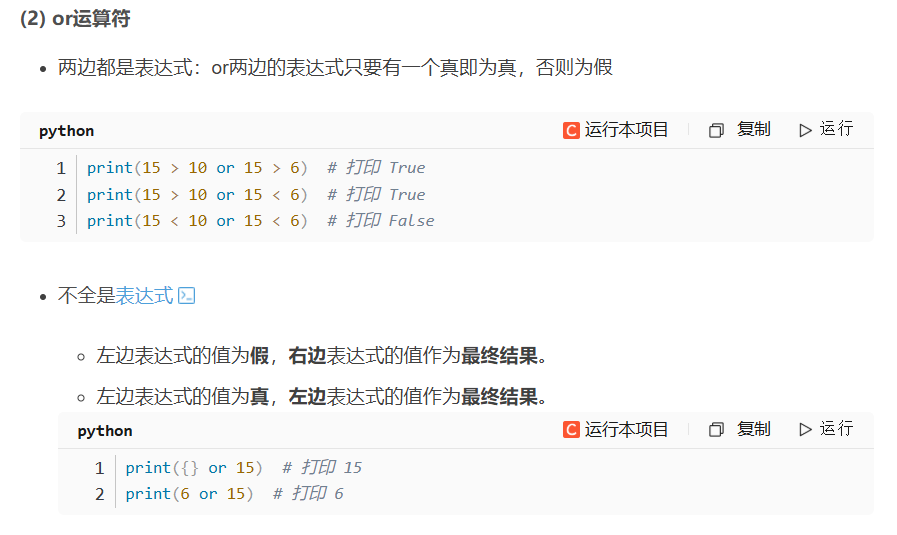 (2) or运算符
两边都是表达式：or两边的表达式只要有一个真即为真，否则为假
python
C 运行本项目 复制 运行
1 print(15 > 10 or 15 > 6)  # 打印 True
2 print(15 > 10 or 15 < 6)  # 打印 True
3 print(15 < 10 or 15 < 6)  # 打印 False
不全是表达式
左边表达式的值为假，右边表达式的值作为最终结果。
左边表达式的值为真，左边表达式的值作为最终结果。
python
C 运行本项目 复制 运行
1 print({} or 15)  # 打印 15
2 print(6 or 15)  # 打印 6